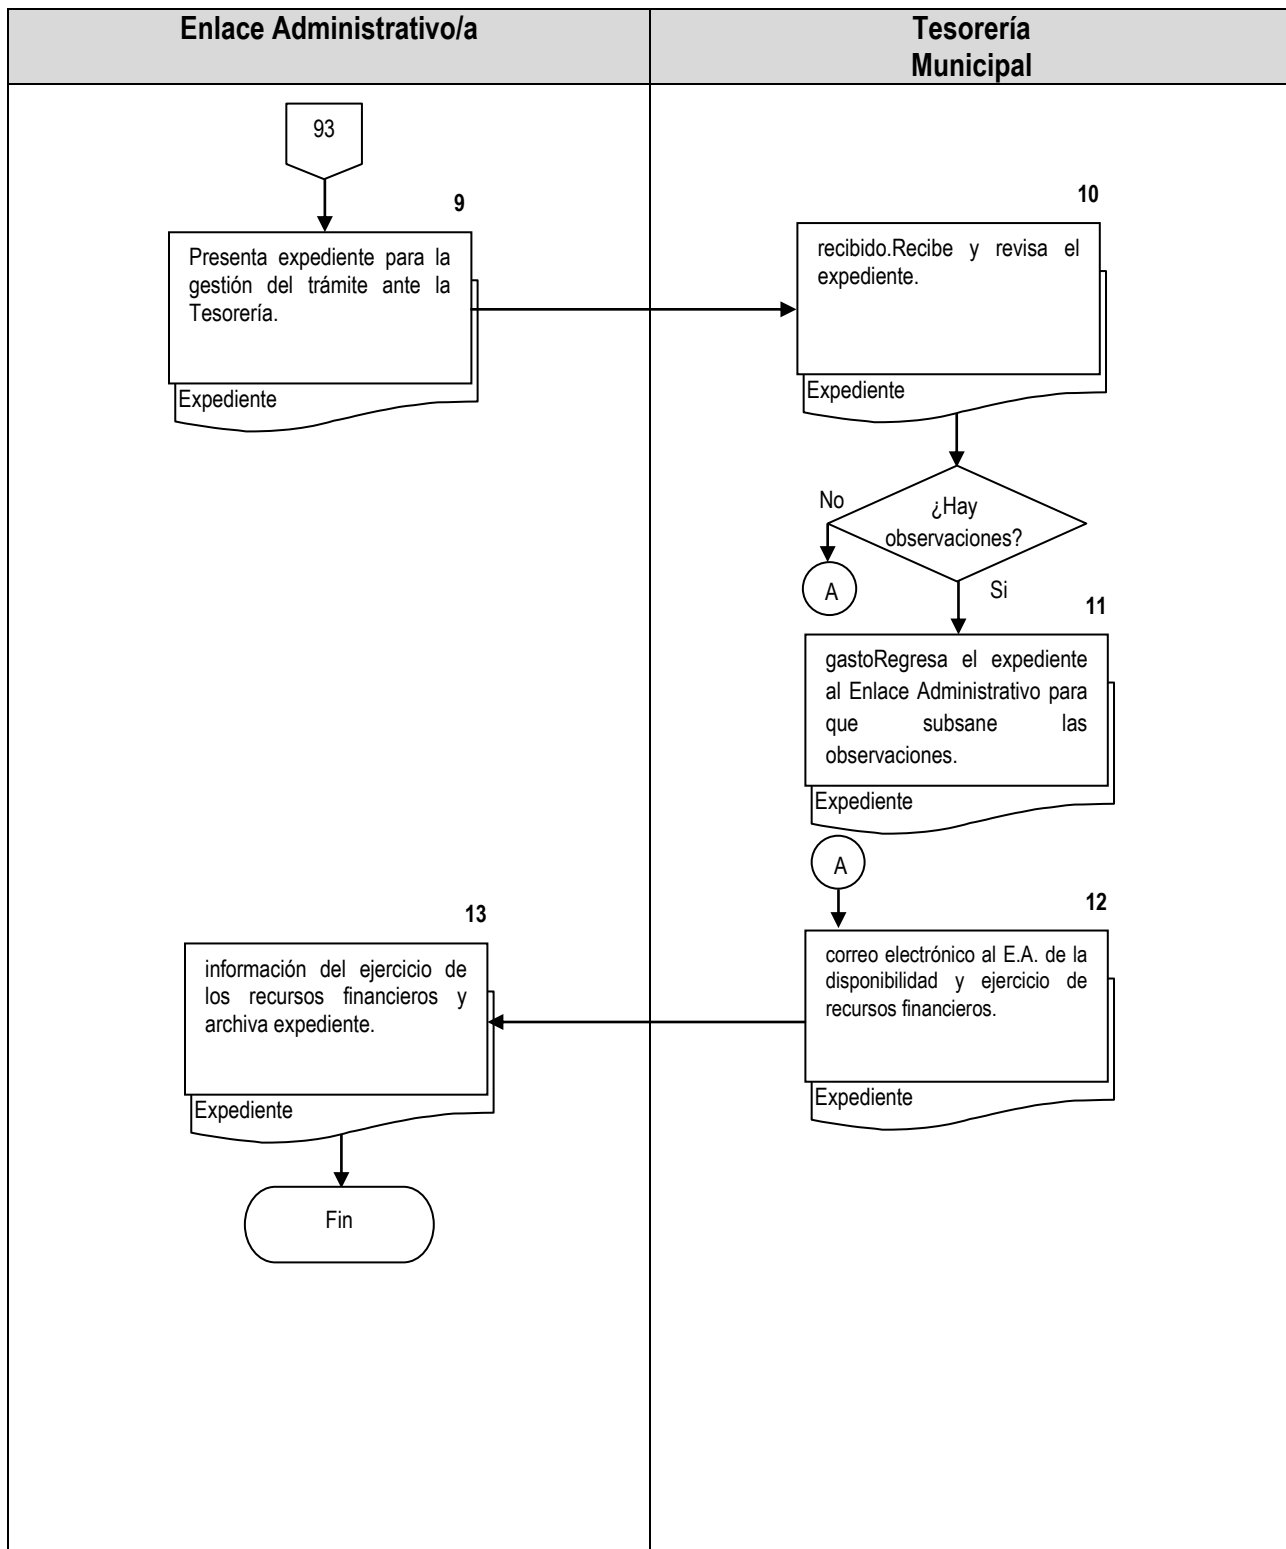 Enlace Administrativo/a
Tesorería
Municipal
93
9
Presenta expediente para la
gestión del trámite ante la
Tesorería.
Expediente
10
recibido.Recibe y revisa el
expediente.
Expediente
No
¿Hay
observaciones?
A
Si
11
gastoRegresa el expediente
al Enlace Administrativo para
que subsane las
observaciones.
Expediente
A
12
correo electrónico al E.A. de la
disponibilidad y ejercicio de
recursos financieros.
Expediente
13
información del ejercicio de
los recursos financieros y
archiva expediente.
Expediente
Fin